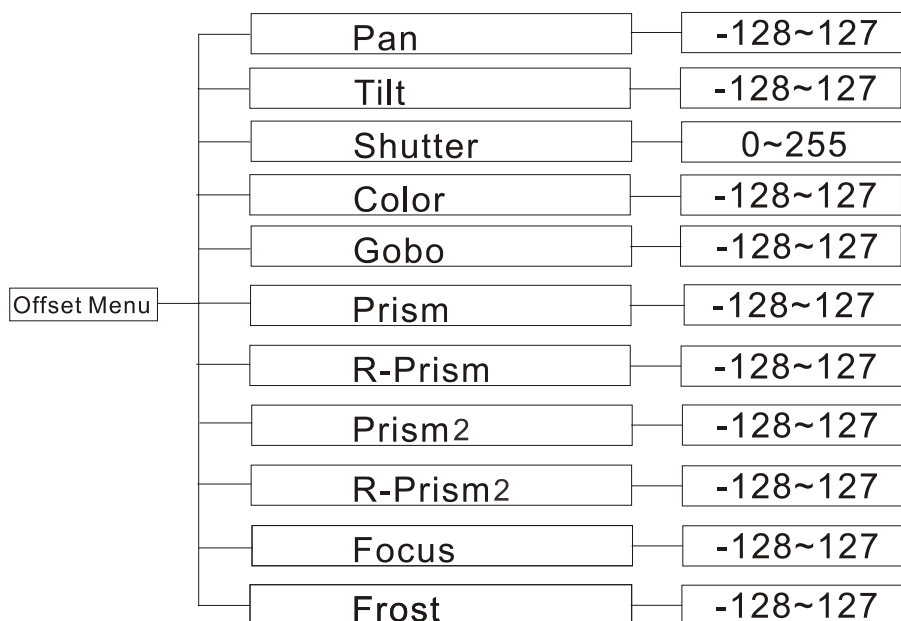 Pan -128~127
Tilt -128~127
Shutter 0~255
Color -128~127
Gobo -128~127
Offset Menu
Prism -128~127
R-Prism -128~127
Prism2 -128~127
R-Prism2 -128~127
Focus -128~127
Frost -128~127